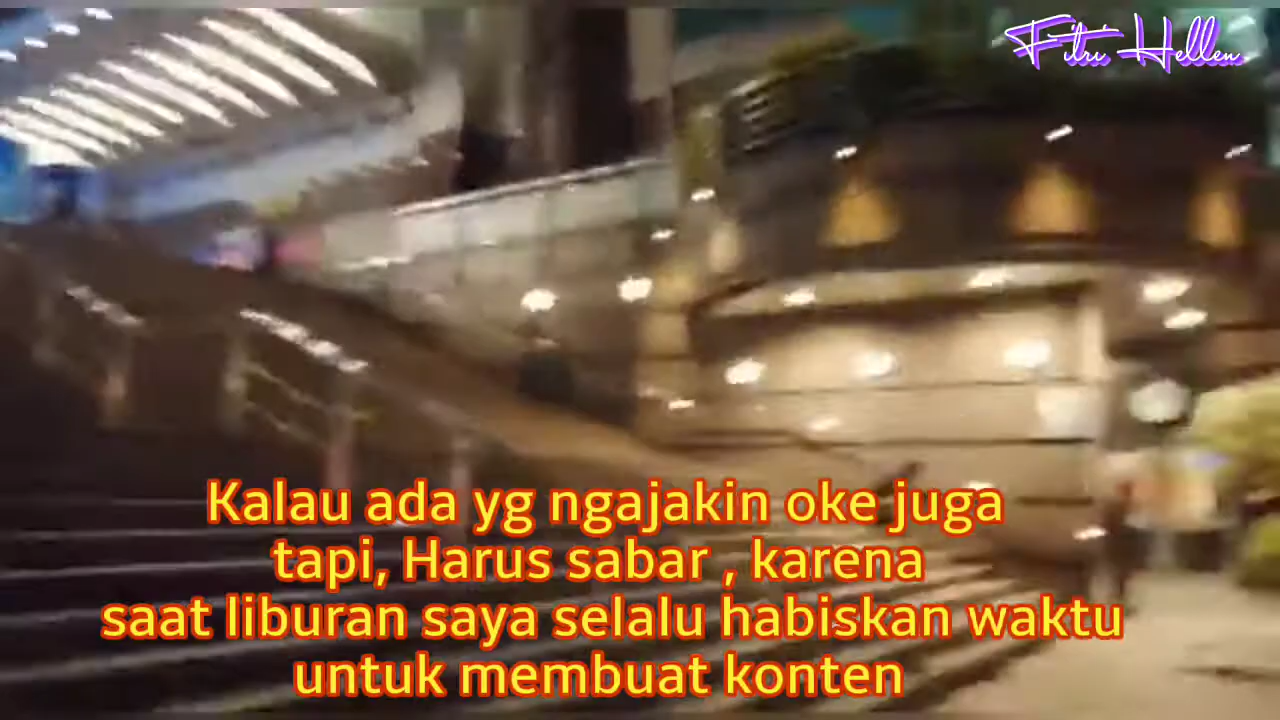 Fitri Hellen
Kalau ada yg ngajakin oke juga
tapi, Harus sabar , karena
saat liburan saya selalu habiskan waktu
untuk membuat konten